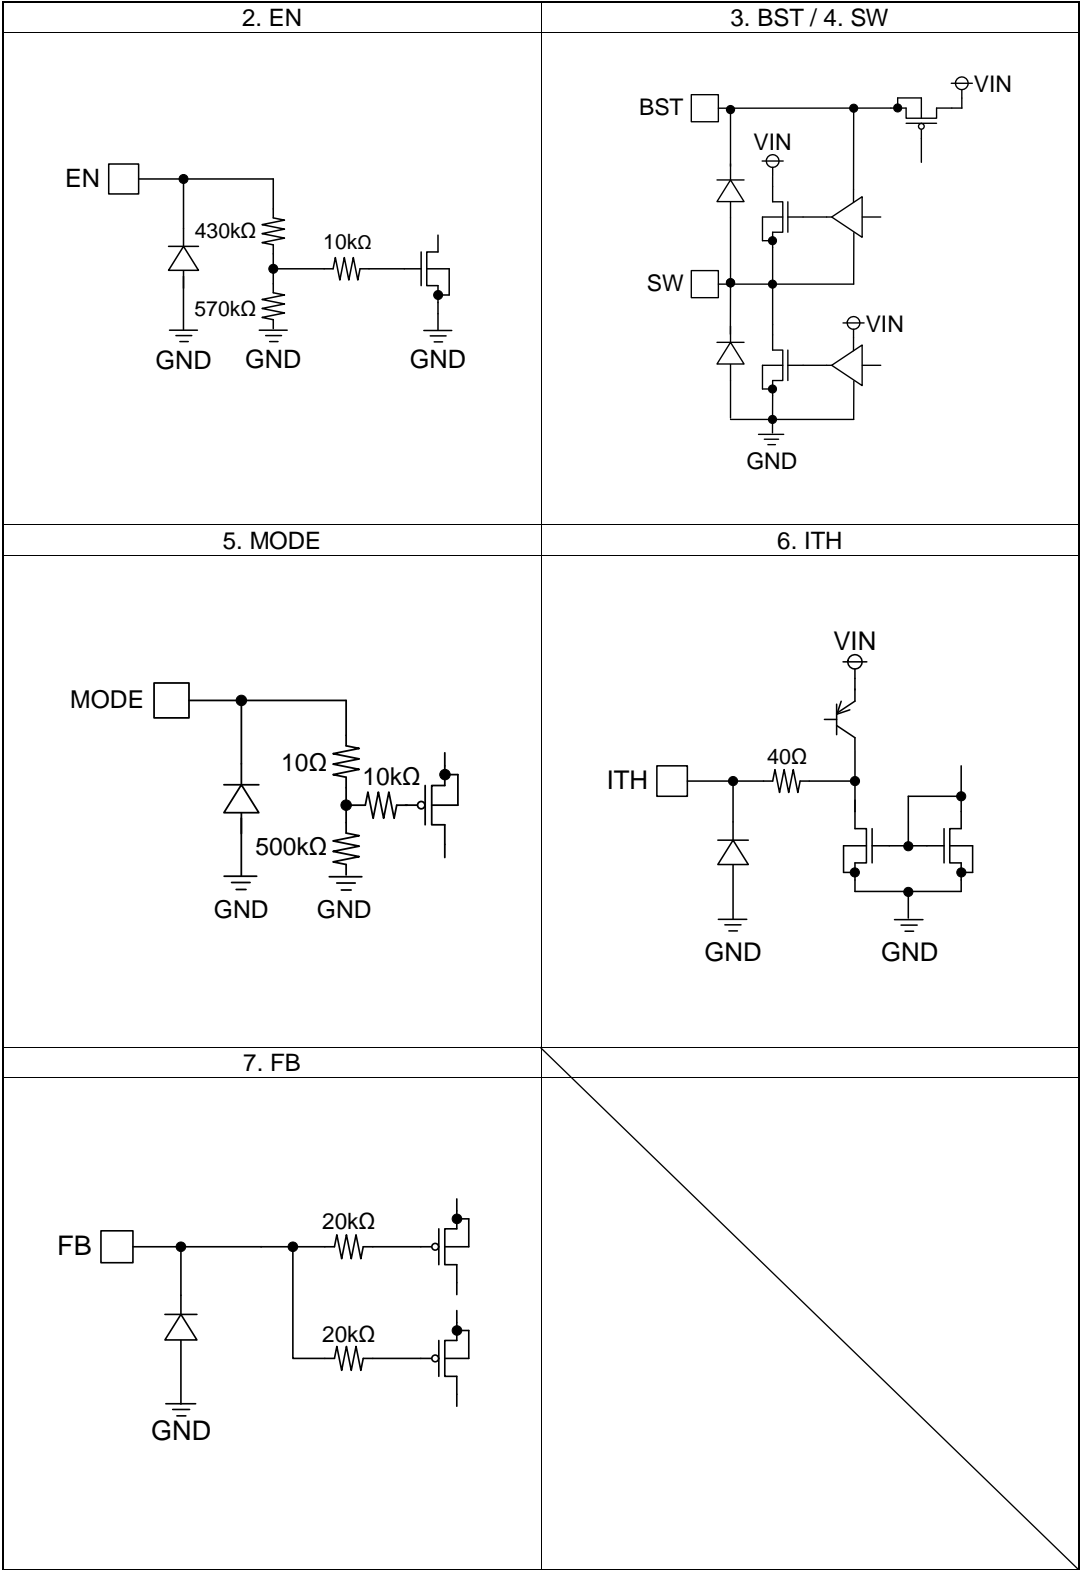 2. EN
3. BST / 4. SW
EN
430kΩ
10kΩ
570kΩ
GND
GND
GND
BST
VIN
VIN
SW
VIN
GND
5. MODE
6. ITH
MODE
10Ω
10kΩ
500kΩ
GND
GND
VIN
ITH
40Ω
GND
GND
7. FB
FB
20kΩ
20kΩ
GND